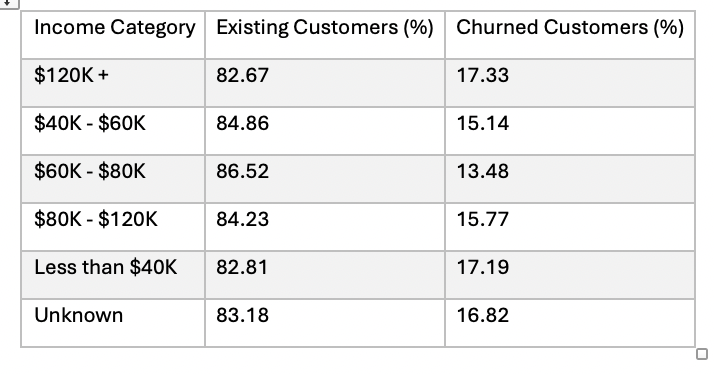 Income Category Existing Customers (%) Churned Customers (%)
$120K + 82.67 17.33
$40K - $60K 84.86 15.14
$60K - $80K 86.52 13.48
$80K - $120K 84.23 15.77
Less than $40K 82.81 17.19
Unknown 83.18 16.82